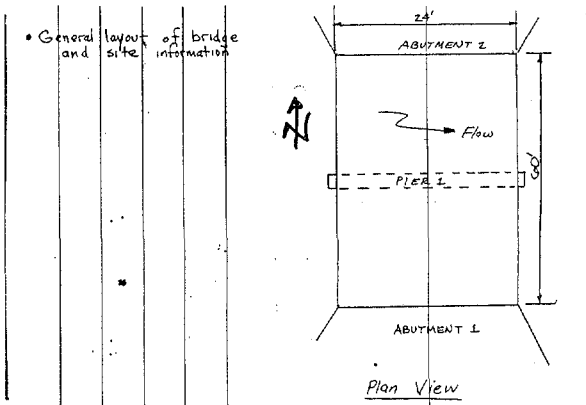 • General layout of bridge
and site information
24'
ABUTMENT 2
N
Flow
PIER 1
60'
ABUTMENT 1
Plan View